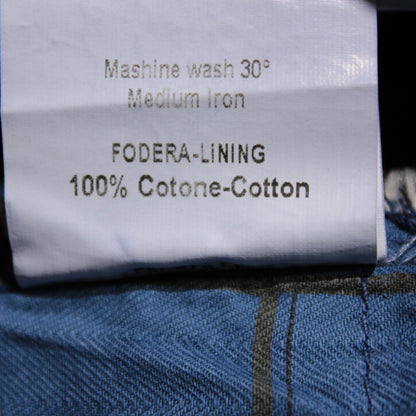 Mashine wash 30°
Medium Iron
FODERA-LINING
100% Cotone-Cotton